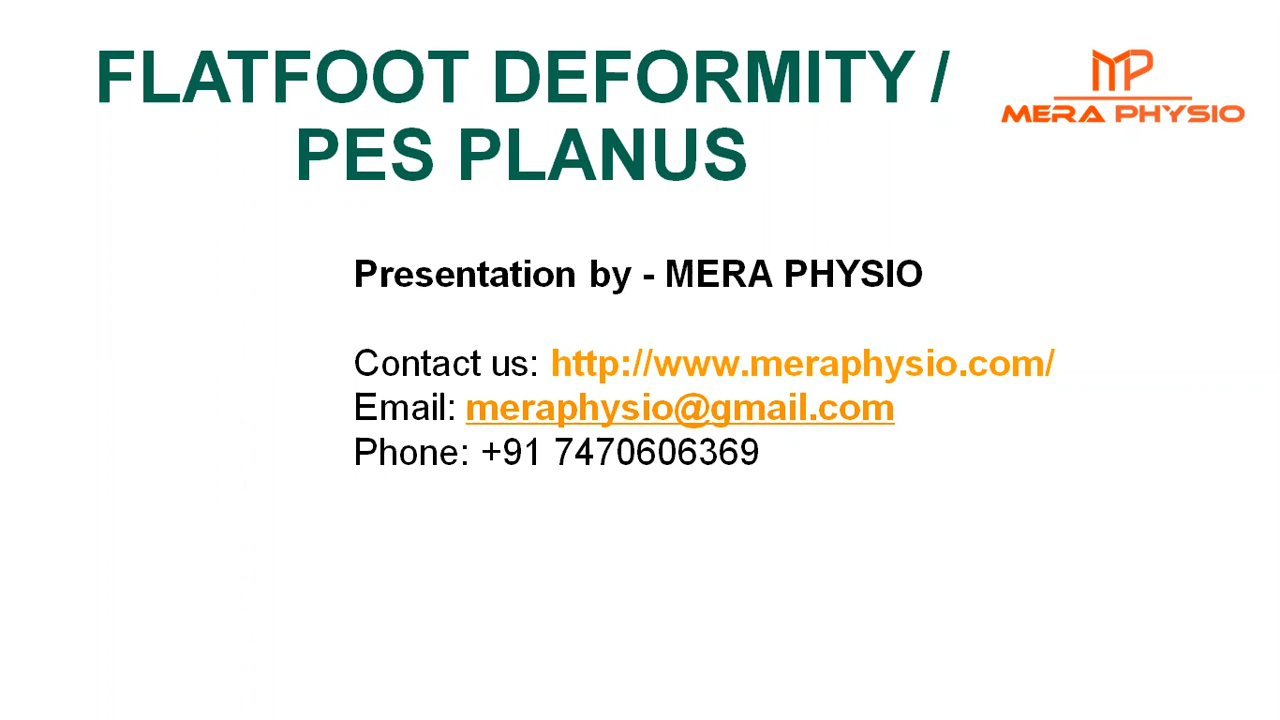 FLATFOOT DEFORMITY /
PES PLANUS
MP
MERA PHYSIO
Presentation by - MERA PHYSIO
Contact us: http://www.meraphysio.com/
Email: meraphysio@gmail.com
Phone: +91 7470606369